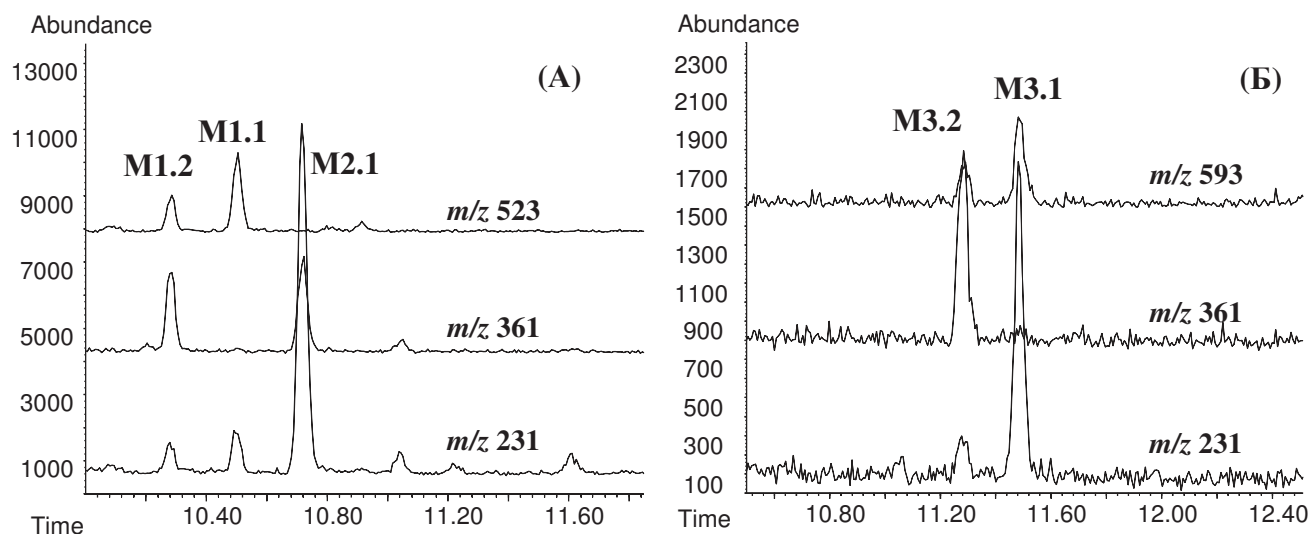 Abundance
13000
11000
9000
7000
5000
3000
1000
Time
10.40
10.80
11.20
11.60
(А)
M1.2
M1.1
M2.1
m/z 523
m/z 361
m/z 231
Abundance
2300
2100
1900
1700
1500
1300
1100
900
700
500
300
100
Time
10.80
11.20
11.60
12.00
12.40
(Б)
M3.2
M3.1
m/z 593
m/z 361
m/z 231